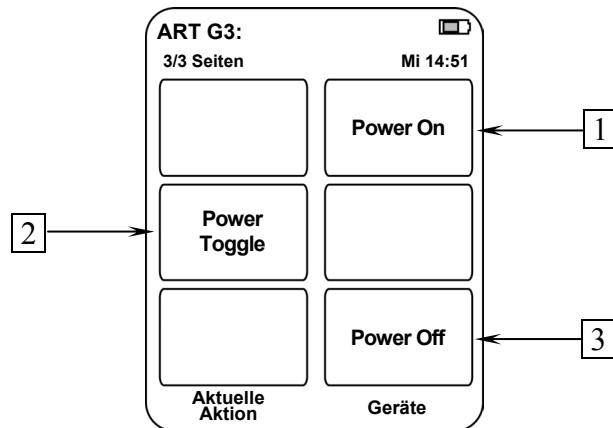 ART G3:
3/3 Seiten Mi 14:51
Power On
1
2
Power
Toggle
Power Off
3
Aktuelle
Aktion
Geräte